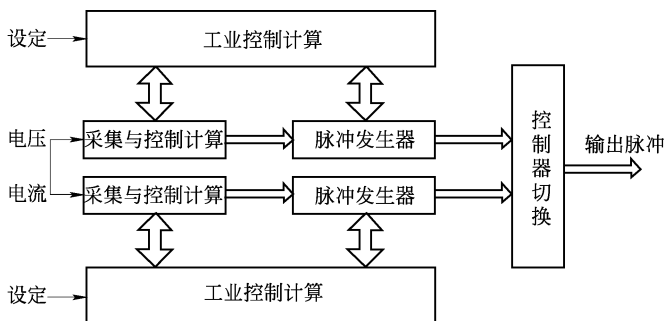 设定
工业控制计算
电压
采集与控制计算
脉冲发生器
电流
采集与控制计算
脉冲发生器
控制器切换
输出脉冲
设定
工业控制计算